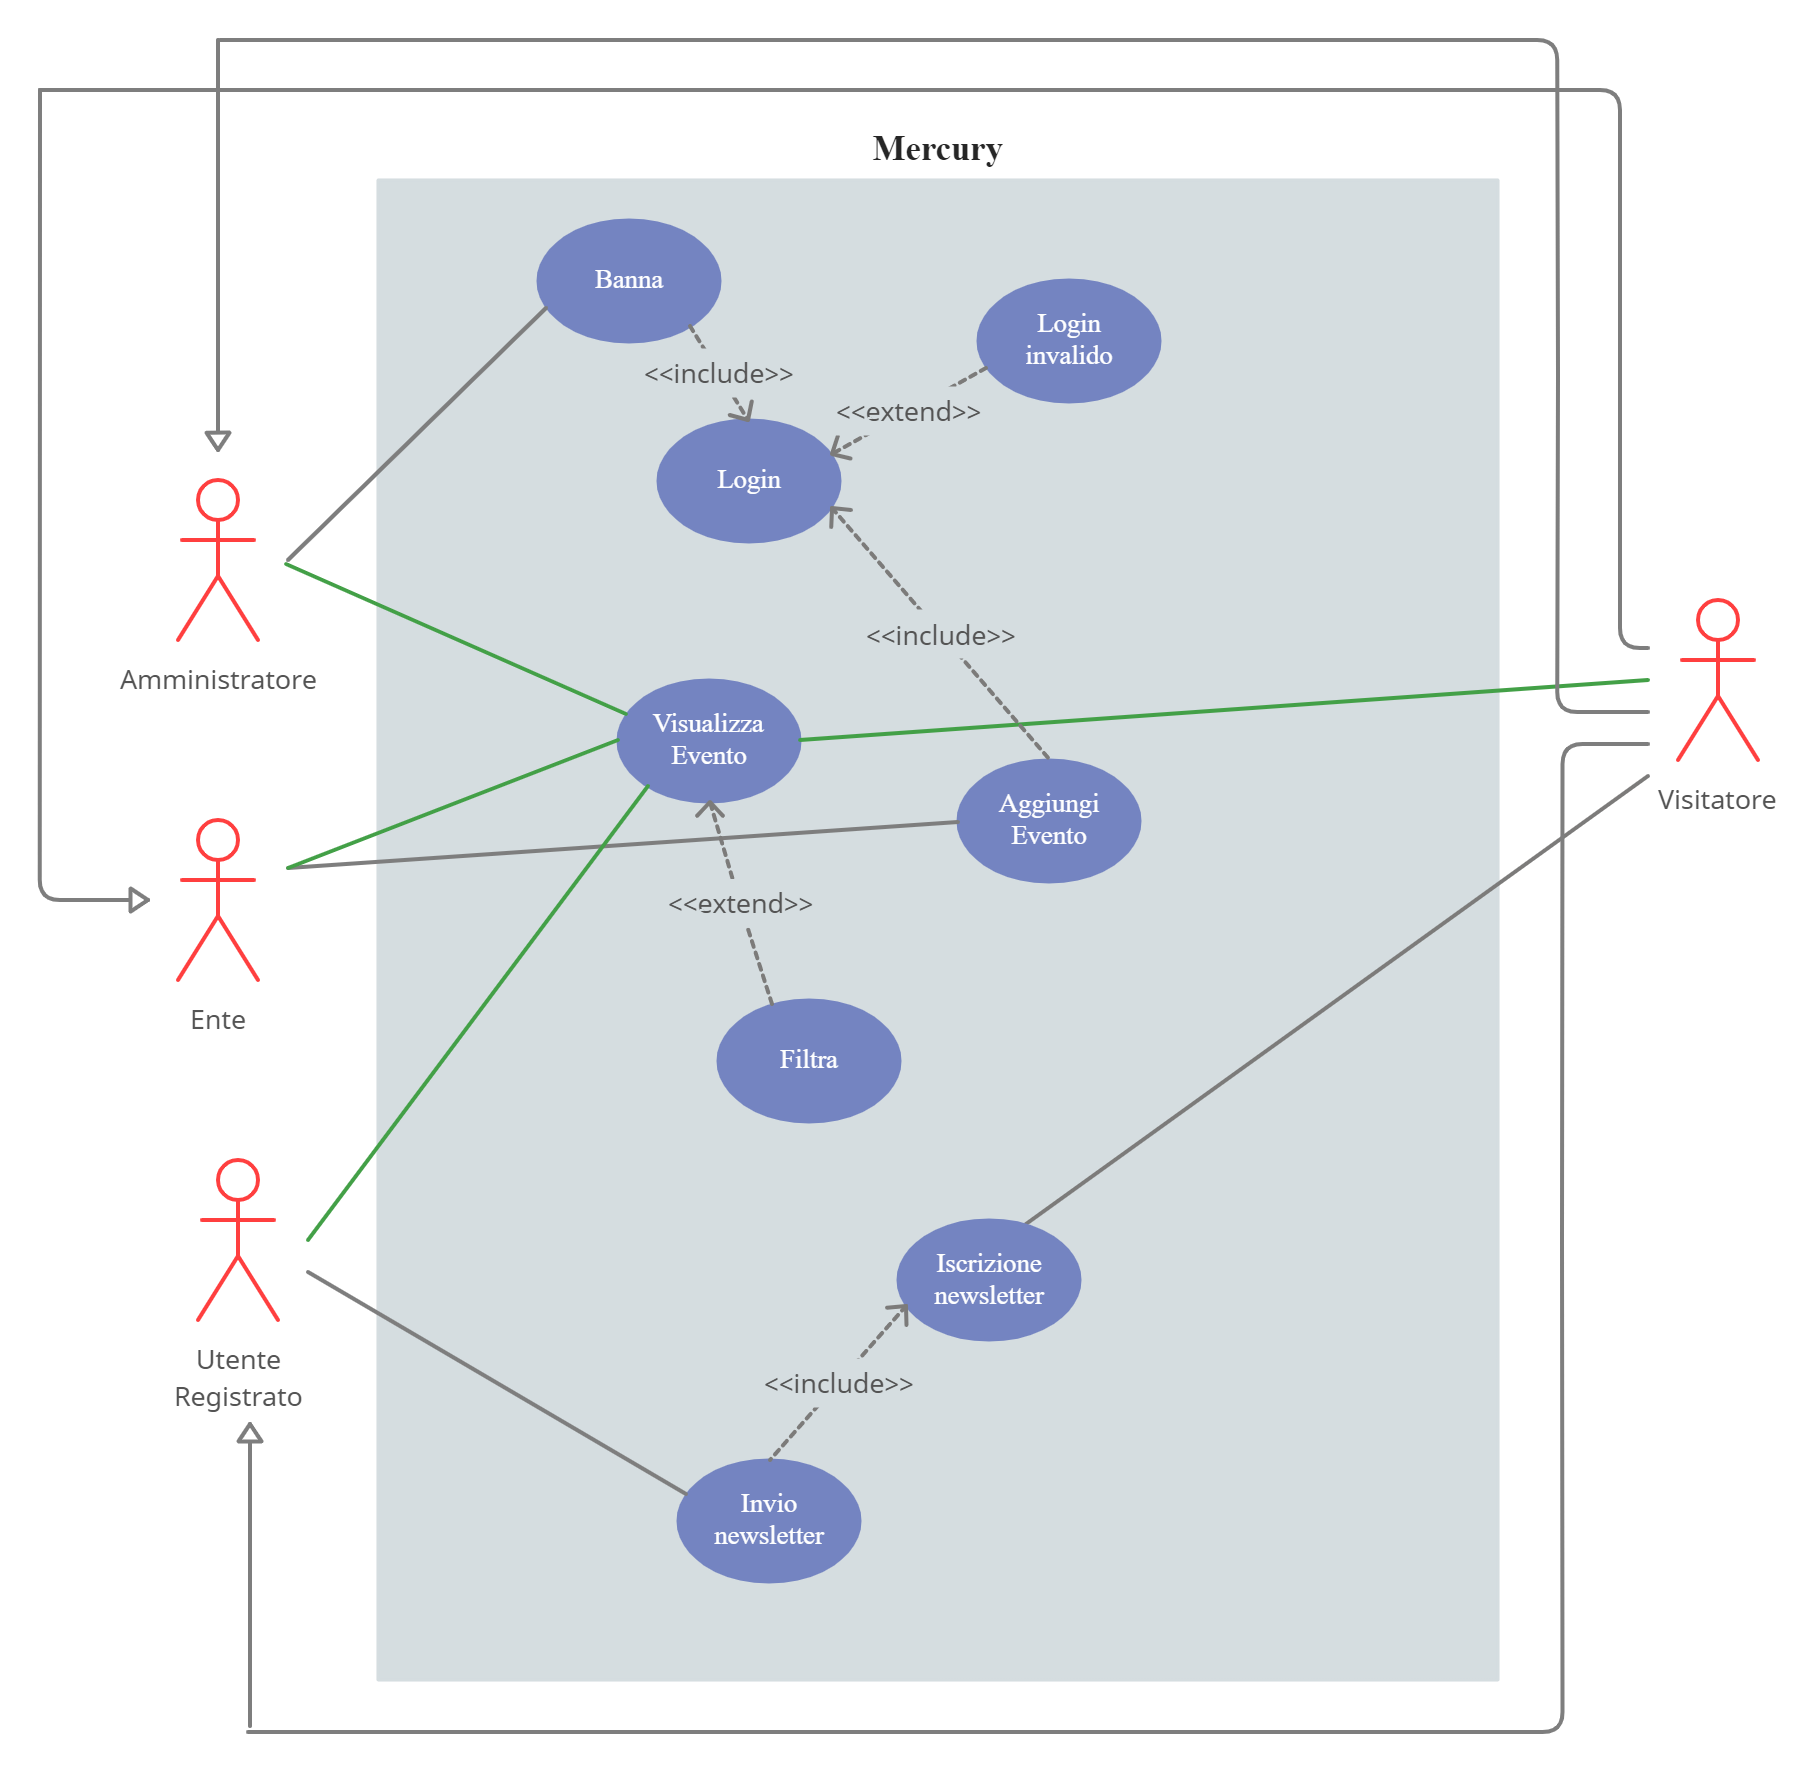 Mercury
Banna
Login
invalido
<<include>>
<<extend>>
Login
<<include>>
Amministratore
Visualizza
Evento
Aggiungi
Evento
Visitatore
<<extend>>
Ente
Filtra
Iscrizione
newsletter
Utente
Registrato
<<include>>
Invio
newsletter